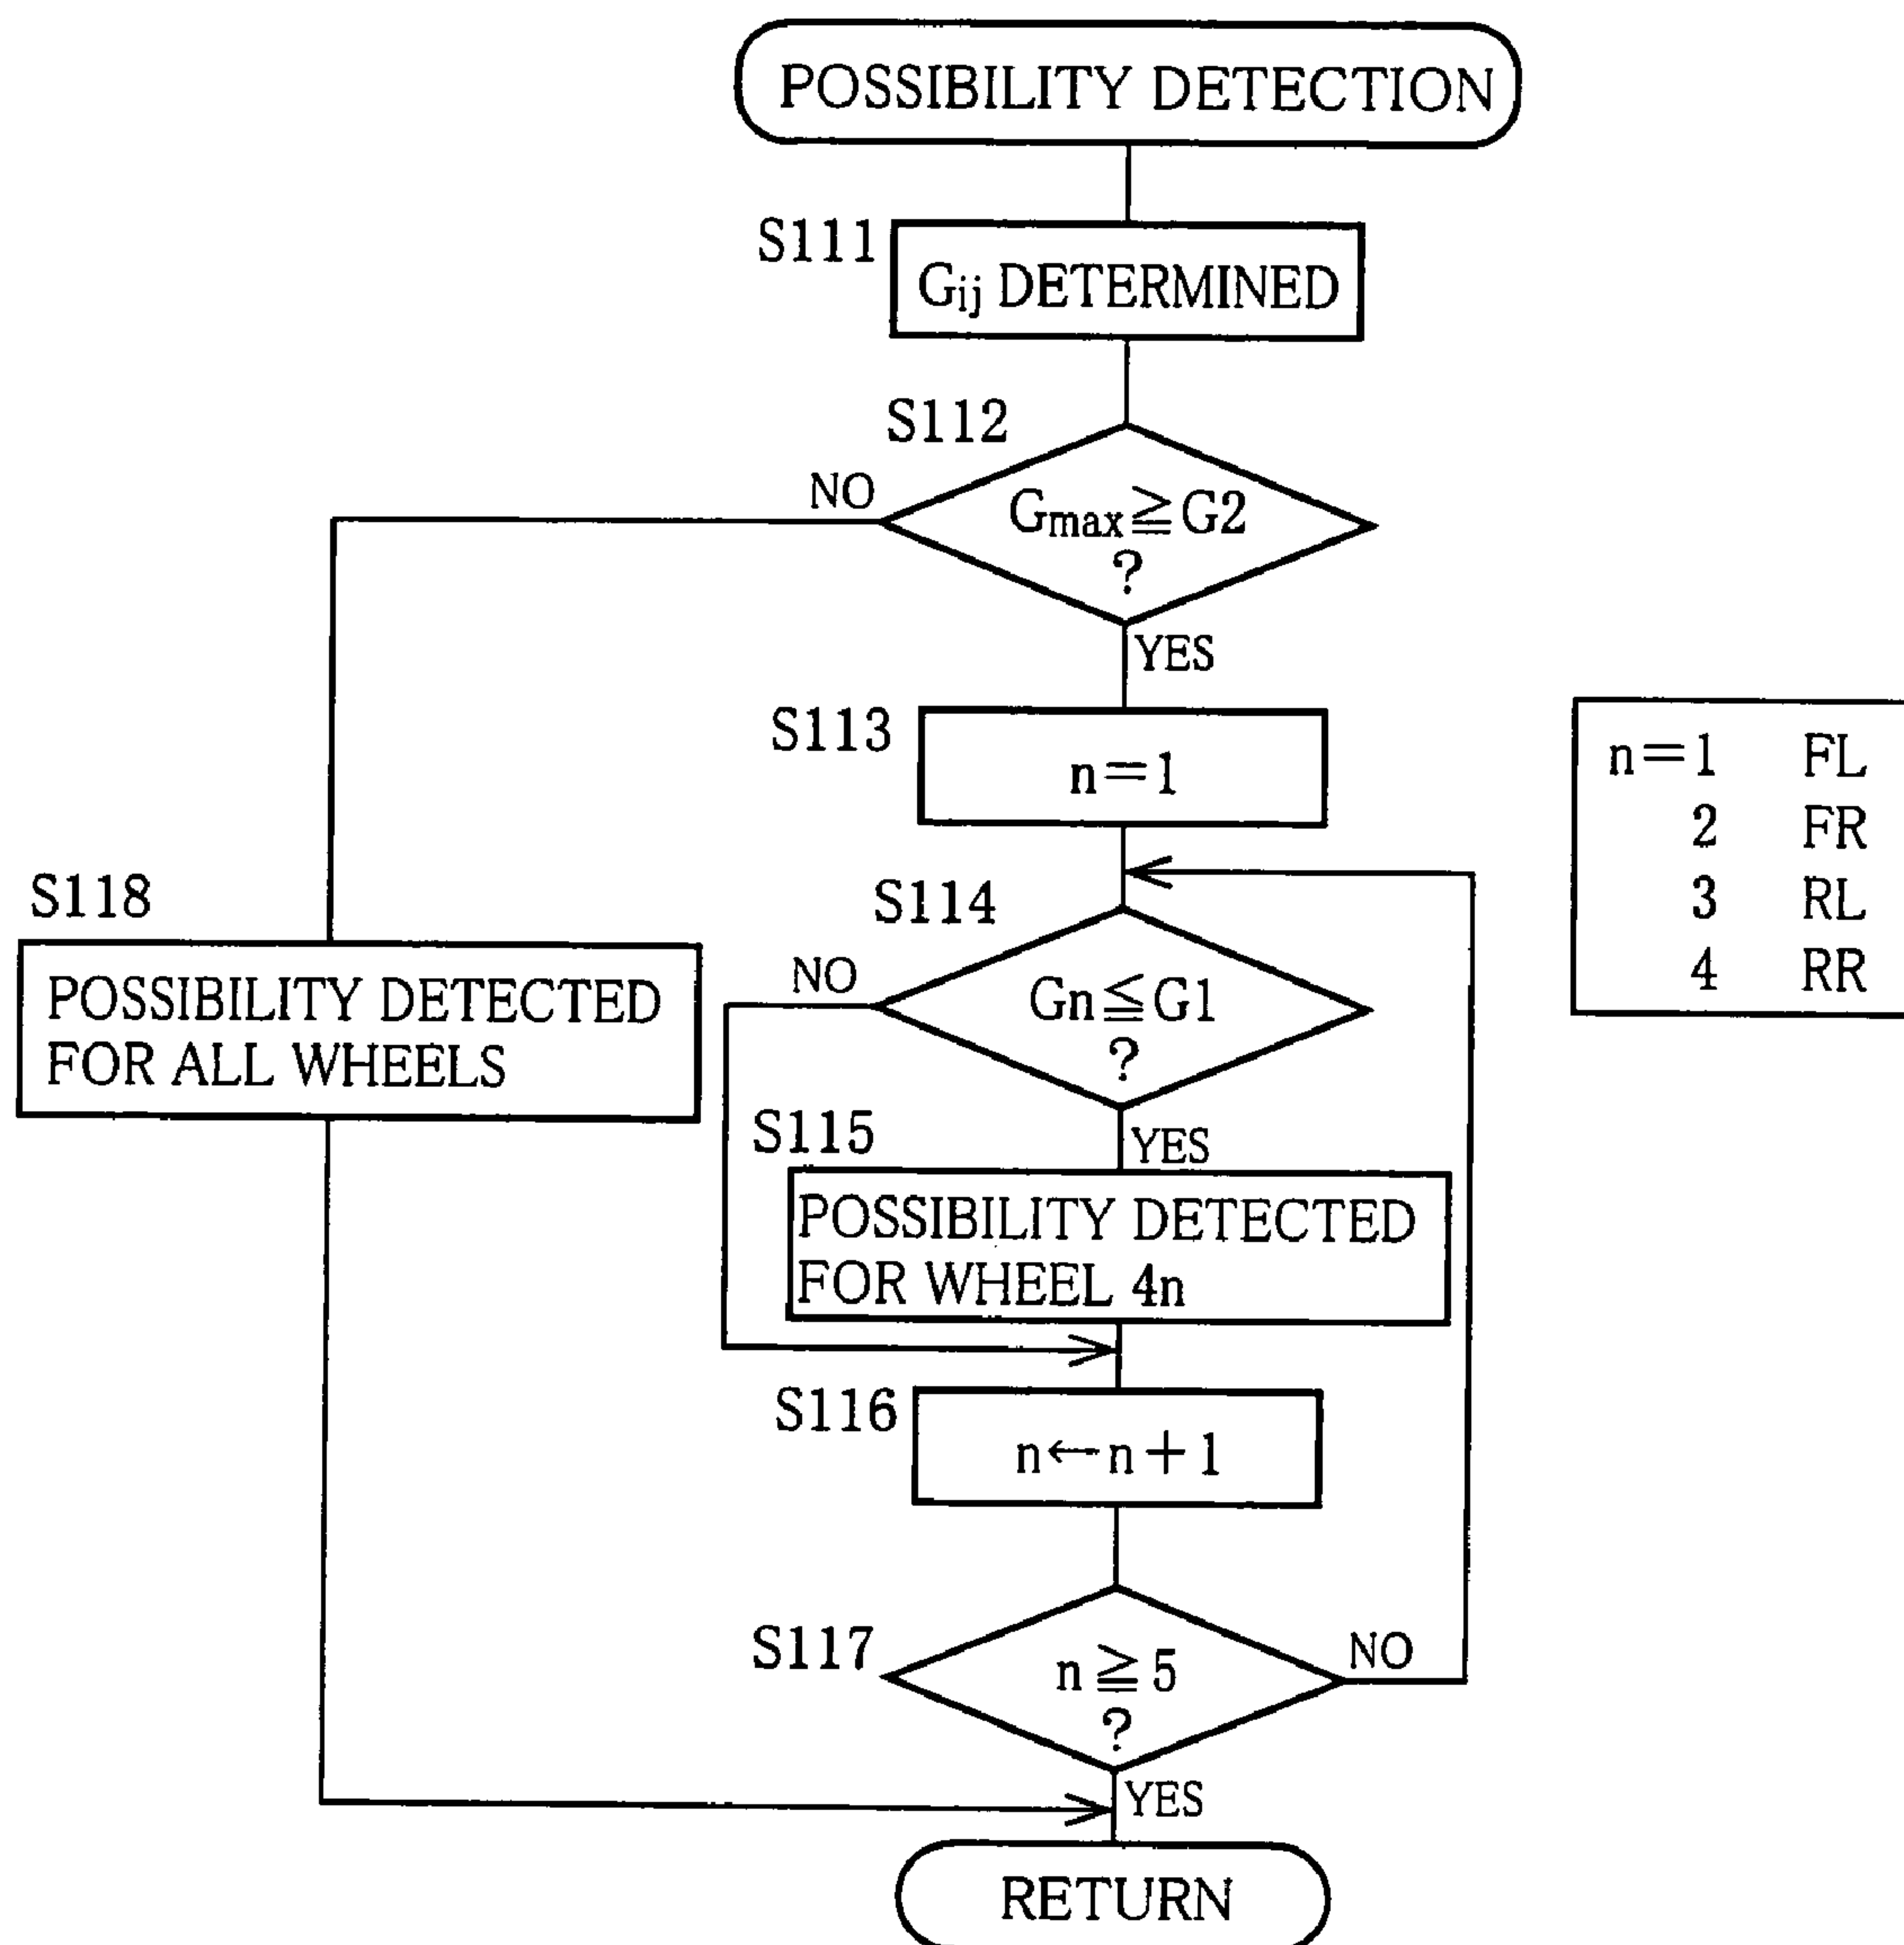 POSSIBILITY DETECTION
S111
Gij DETERMINED
S112
NO
Gmax≧G2
?
YES
S113
n=1
n=1 FL
2 FR
3 RL
4 RR
S118
POSSIBILITY DETECTED
FOR ALL WHEELS
S114
NO
Gn≦G1
?
YES
S115
POSSIBILITY DETECTED
FOR WHEEL 4n
S116
n←n+1
S117
n≧5
?
NO
YES
RETURN